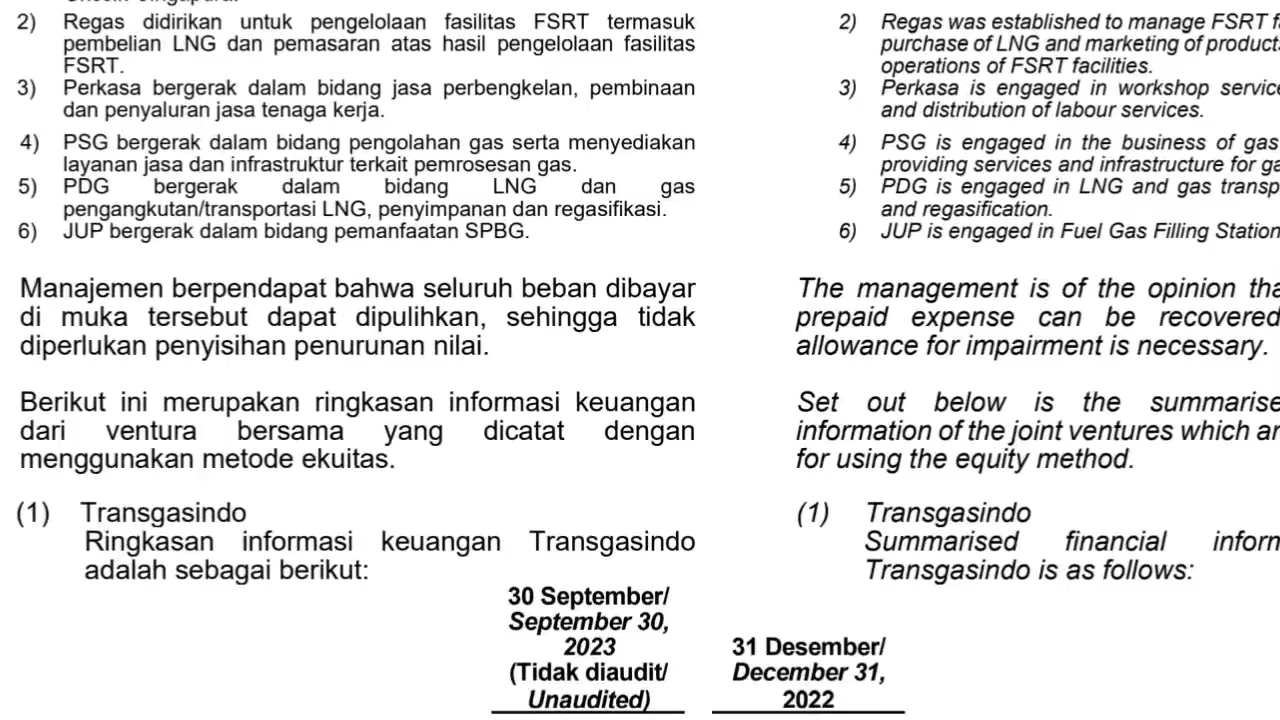 2) Regas didirikan untuk pengelolaan fasilitas FSRT termasuk
pembelian LNG dan pemasaran atas hasil pengelolaan fasilitas
FSRT.
3) Perkasa bergerak dalam bidang jasa perbengkelan, pembinaan
dan penyaluran jasa tenaga kerja.
4) PSG bergerak dalam bidang pengolahan gas serta menyediakan
layanan jasa dan infrastruktur terkait pemrosesan gas.
5) PDG bergerak dalam bidang LNG dan gas
pengangkutan/transportasi LNG, penyimpanan dan regasifikasi.
6) JUP bergerak dalam bidang pemanfaatan SPBG.
Manajemen berpendapat bahwa seluruh beban dibayar
di muka tersebut dapat dipulihkan, sehingga tidak
diperlukan penyisihan penurunan nilai.
Berikut ini merupakan ringkasan informasi keuangan
dari ventura bersama yang dicatat dengan
menggunakan metode ekuitas.
(1) Transgasindo
Ringkasan informasi keuangan Transgasindo
adalah sebagai berikut:
2) Regas was established to manage FSRT
purchase of LNG and marketing of products
operations of FSRT facilities.
3) Perkasa is engaged in workshop service
and distribution of labour services.
4) PSG is engaged in the business of gas
providing services and infrastructure for
5) PDG is engaged in LNG and gas transp
and regasification.
6) JUP is engaged in Fuel Gas Filling Station
The management is of the opinion tha
prepaid expense can be recovered
allowance for impairment is necessary.
Set out below is the summarise
information of the joint ventures which
for using the equity method.
(1) Transgasindo
Summarised financial inform
Transgasindo is as follows:
30 September/
September 30,
2023
(Tidak diaudit/
Unaudited)
31 Desember/
December 31,
2022